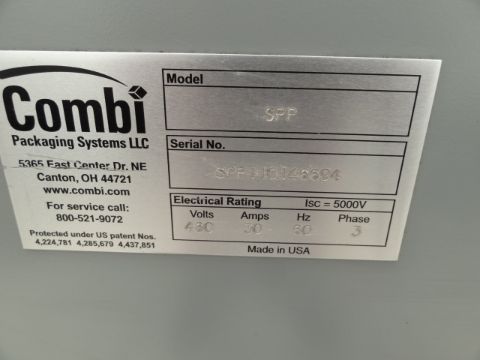 Combi
Packaging Systems LLC
5365 East Center Dr. NE
Canton, OH 44721
www.combi.com
For service call:
800-521-9072
Protected under US patent Nos.
4,224,781 4,285,679 4,437,851
Model
SPP
Serial No.
Electrical Rating ISC = 5000V
Volts Amps Hz Phase
480 30 60 3
Made in USA